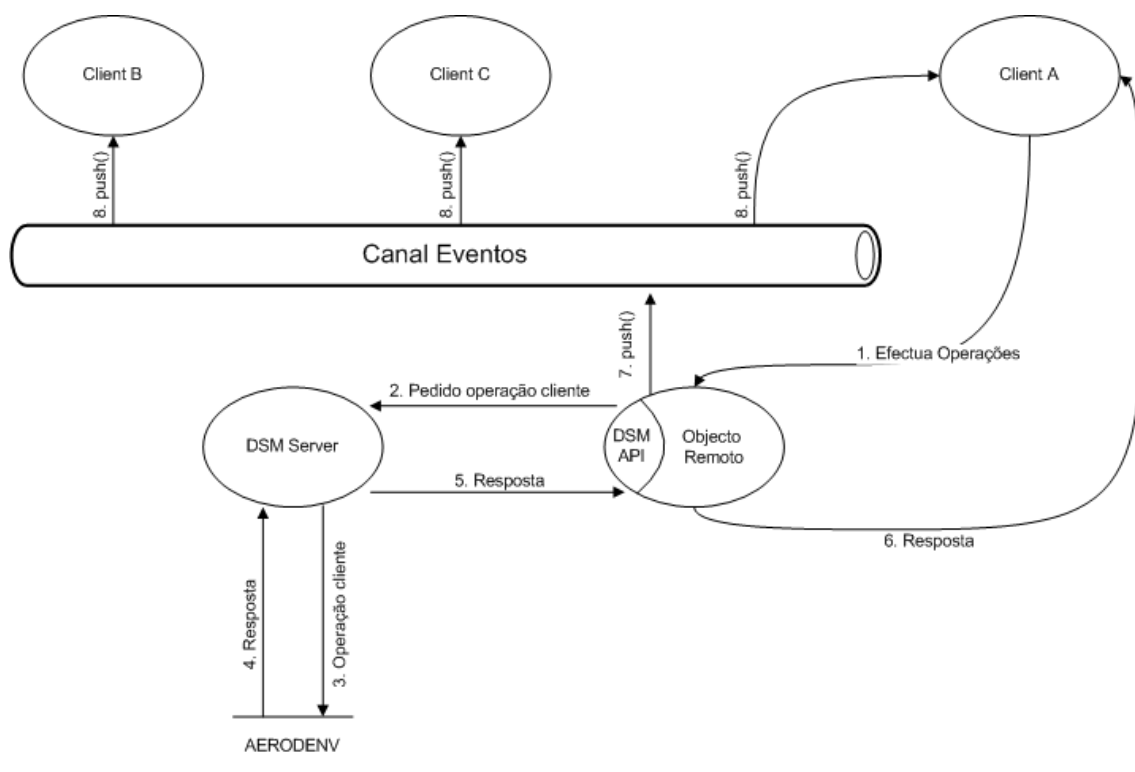 Client B
Client C
Client A
8. push()
8. push()
8. push()
Canal Eventos
7. push()
1. Efectua Operações
2. Pedido operação cliente
DSM Server
DSM
API
Objecto
Remoto
5. Resposta
6. Resposta
4. Resposta
3. Operação cliente
AERODENV